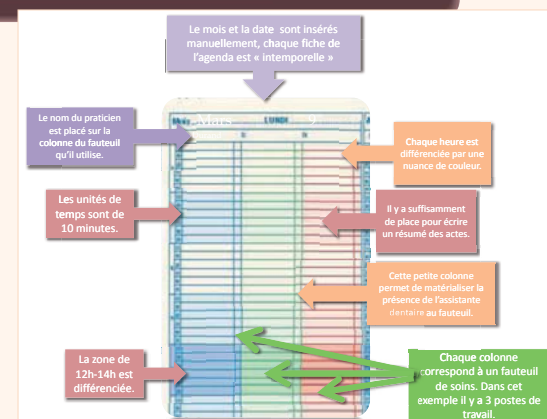 Le mois et la date sont insérés
manuellement, chaque fiche de
l'agenda est « intemporelle »
Mars
LUNDI
9
Le nom du praticien
est placé sur la
colonne du fauteuil
qu'il utilise.
Chaque heure est
différenciée par une
nuance de couleur.
Les unités de
temps sont de
10 minutes.
Il y a suffisamment
de place pour écrire
un résumé des actes.
Cette petite colonne
permet de matérialiser la
présence de l'assistante
dentaire au fauteuil.
La zone de
12h-14h est
différenciée.
Chaque colonne
correspond à un fauteuil
de soins. Dans cet
exemple il y a 3 postes de
travail.